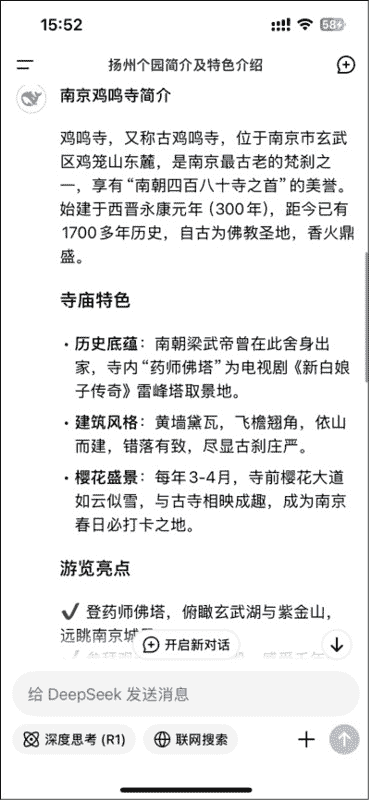 15:52
58
扬州个园简介及特色介绍
南京鸡鸣寺简介
鸡鸣寺，又称古鸡鸣寺，位于南京市玄武
区鸡笼山东麓，是南京最古老的梵刹之
一，享有“南朝四百八十寺之首”的美誉。
始建于西晋永康元年（300年），距今已有
1700多年历史，自古为佛教圣地，香火鼎
盛。
寺庙特色
• 历史底蕴：南朝梁武帝曾在此舍身出
家，寺内“药师佛塔”为电视剧《新白娘
子传奇》雷峰塔取景地。
• 建筑风格：黄墙黛瓦，飞檐翘角，依山
而建，错落有致，尽显古刹庄严。
• 樱花盛景：每年3-4月，寺前樱花大道
如云似雪，与古寺相映成趣，成为南京
春日必打卡之地。
游览亮点
✔ 登药师佛塔，俯瞰玄武湖与紫金山，
远眺南京城
开启新对话
给 DeepSeek 发送消息
深度思考 (R1)
联网搜索